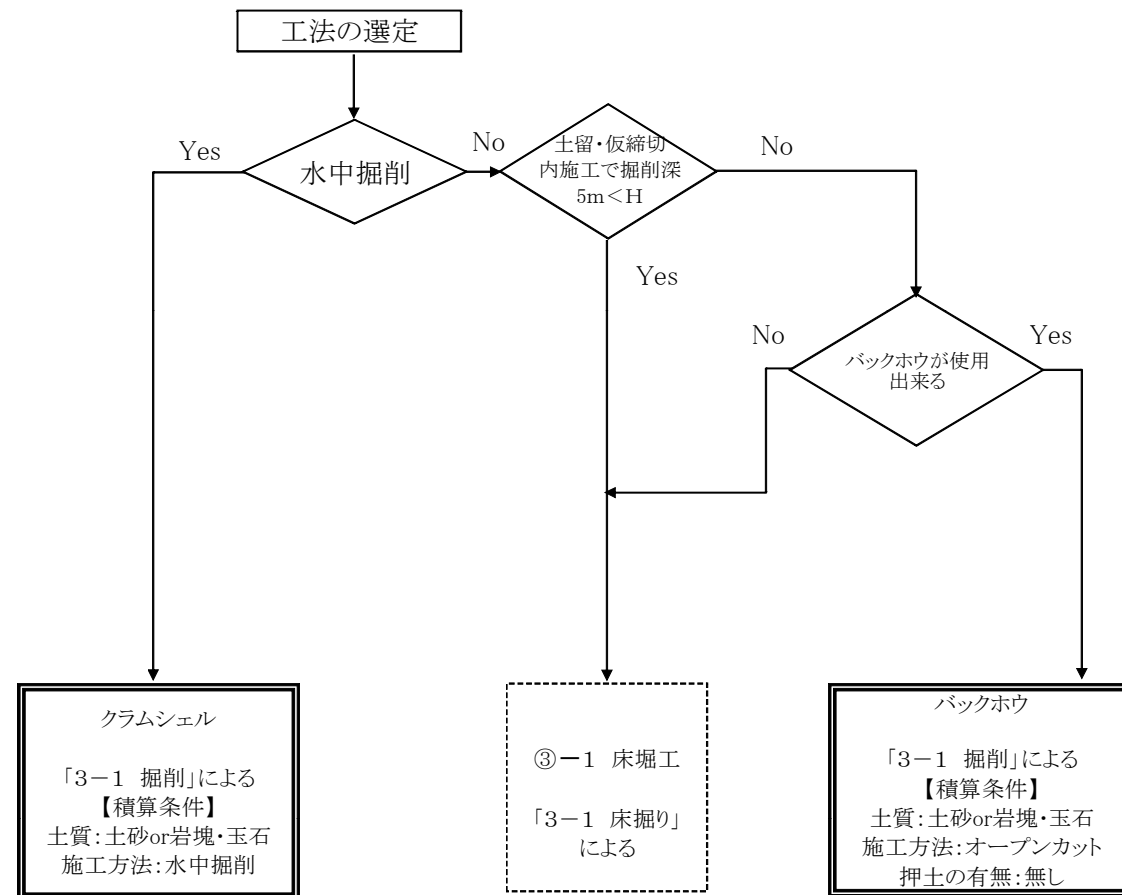 工法の選定
Yes
水中掘削
No
土留・仮締切
内施工で掘削深
5m＜H
No
Yes
No
バックホウが使用
出来る
Yes
クラムシェル
「３－１　掘削」による
【積算条件】
土質：土砂or岩塊・玉石
施工方法：水中掘削
③－１　床堀工
「３－１　床掘り」
による
バックホウ
「３－１　掘削」による
【積算条件】
土質：土砂or岩塊・玉石
施工方法：オープンカット
押土の有無：無し